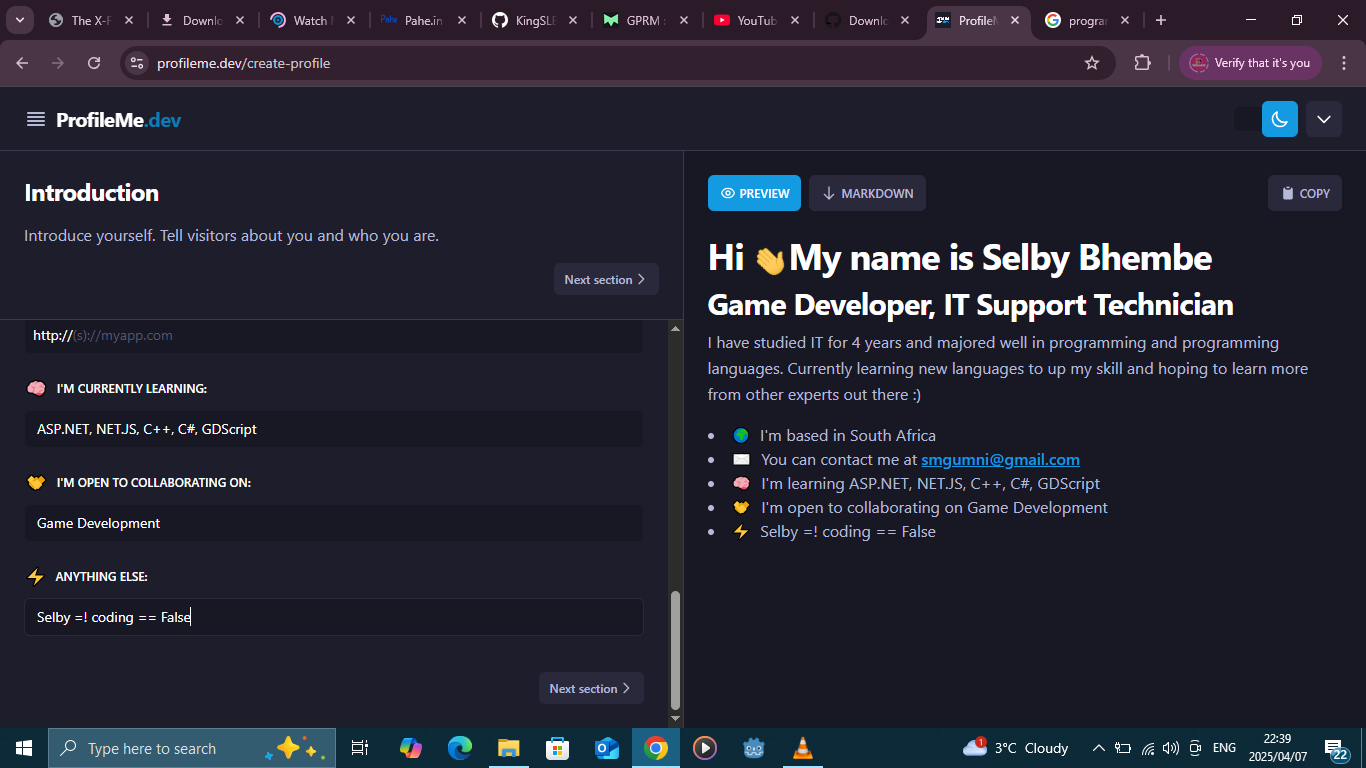 The X-F
Downlo
Watch
Pahe Pahe.in
KingSLE
GPRM :
YouTub
Downlo
ProfileM
progra
profileme.dev/create-profile
Verify that it's you
ProfileMe.dev
Introduction
Introduce yourself. Tell visitors about you and who you are.
Next section
http://(s)://myapp.com
I'M CURRENTLY LEARNING:
ASP.NET, NET.JS, C++, C#, GDScript
I'M OPEN TO COLLABORATING ON:
Game Development
ANYTHING ELSE:
Selby =! coding == False
Next section
PREVIEW
MARKDOWN
COPY
Hi 👋My name is Selby Bhembe
Game Developer, IT Support Technician
I have studied IT for 4 years and majored well in programming and programming
languages. Currently learning new languages to up my skill and hoping to learn more
from other experts out there :)
• 🌍 I'm based in South Africa
• ✉️ You can contact me at smgumni@gmail.com
• 🧠 I'm learning ASP.NET, NET.JS, C++, C#, GDScript
• 🤝 I'm open to collaborating on Game Development
• ⚡ Selby =! coding == False
Type here to search
1
3°C Cloudy
ENG
22:39
2025/04/07
22